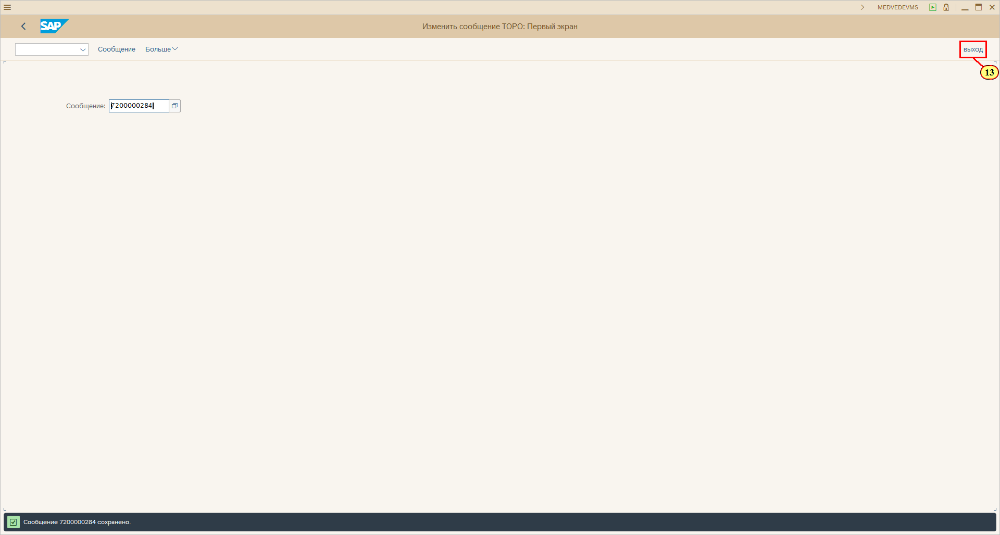 MEDVEDEVMS
SAP
Изменить сообщение ТОРО: Первый экран
Сообщение
Больше
выход
13
Сообщение: 7200000284
Сообщение 7200000284 сохранено.